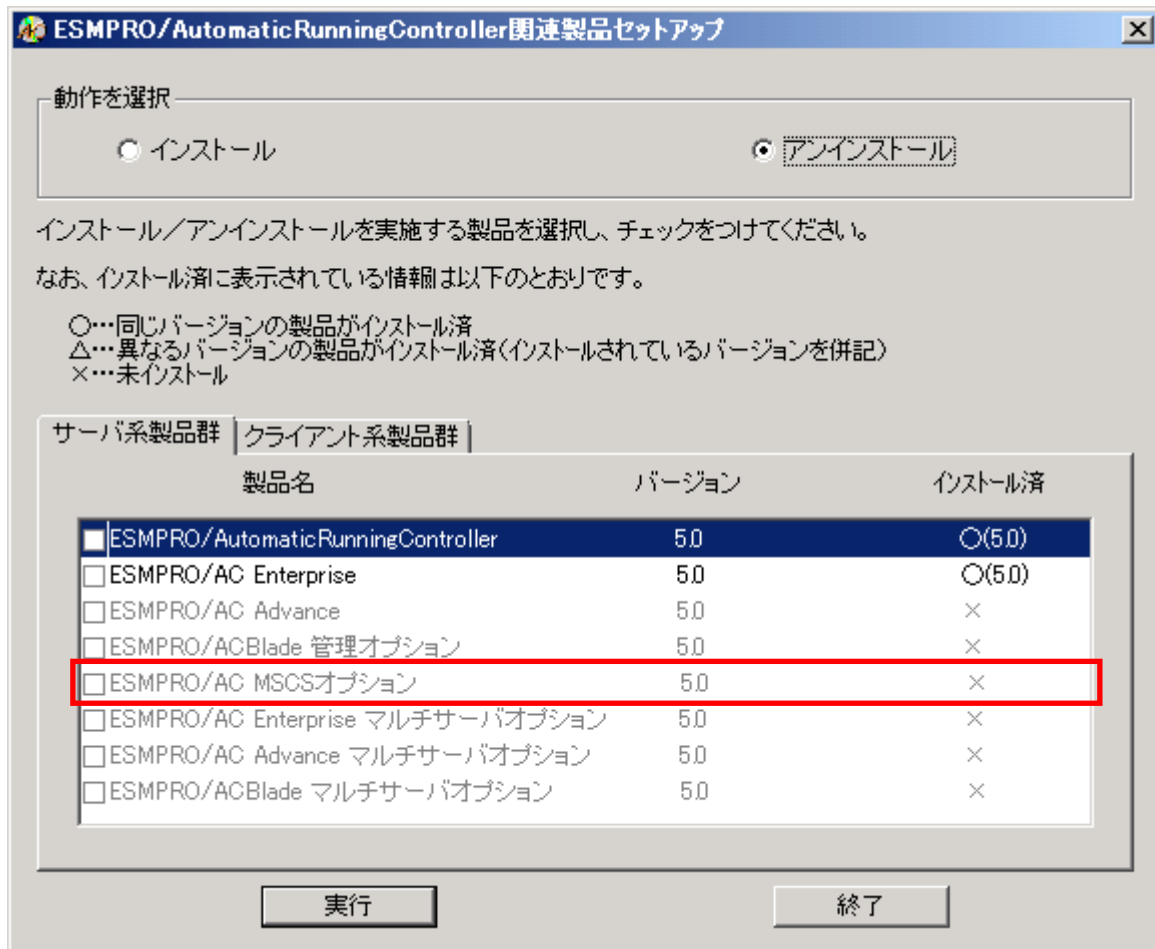 ESMPRO/AutomaticRunningController関連製品セットアップ
動作を選択
インストール アンインストール
インストール／アンインストールを実施する製品を選択し、チェックをつけてください。
なお、インストール済に表示されている情報は以下のとおりです。
○…同じバージョンの製品がインストール済
△…異なるバージョンの製品がインストール済(インストールされているバージョンを併記)
×…未インストール
サーバ系製品群 クライアント系製品群
製品名 バージョン インストール済
ESMPRO/AutomaticRunningController 5.0 ○(5.0)
ESMPRO/AC Enterprise 5.0 ○(5.0)
ESMPRO/AC Advance 5.0 ×
ESMPRO/ACBlade 管理オプション 5.0 ×
ESMPRO/AC MSCSオプション 5.0 ×
ESMPRO/AC Enterprise マルチサーバオプション 5.0 ×
ESMPRO/AC Advance マルチサーバオプション 5.0 ×
ESMPRO/ACBlade マルチサーバオプション 5.0 ×
実行 終了